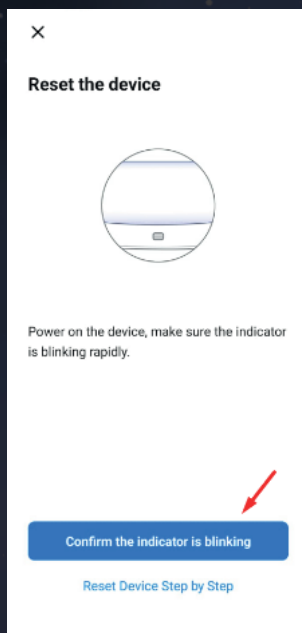 Reset the device
Power on the device, make sure the indicator
is blinking rapidly.
Confirm the indicator is blinking
Reset Device Step by Step